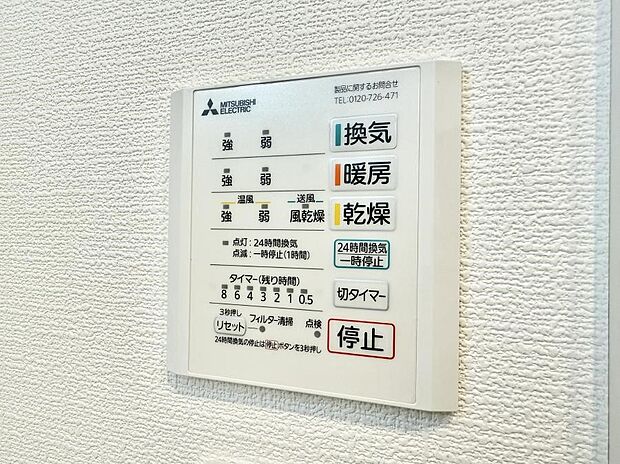 MITSUBISHI
ELECTRIC
製品に関するお問合せ
TEL:0120-726-471
強 弱 換気
強 弱 暖房
温風 送風
強 弱 風乾燥 乾燥
点灯:24時間換気
点滅:一時停止(1時間)
24時間換気
一時停止
タイマー(残り時間)
8 6 4 3 2 1 0.5
切タイマー
3秒押し
リセット フィルター清掃 点検
停止
24時間換気の停止は停止ボタンを3秒押し